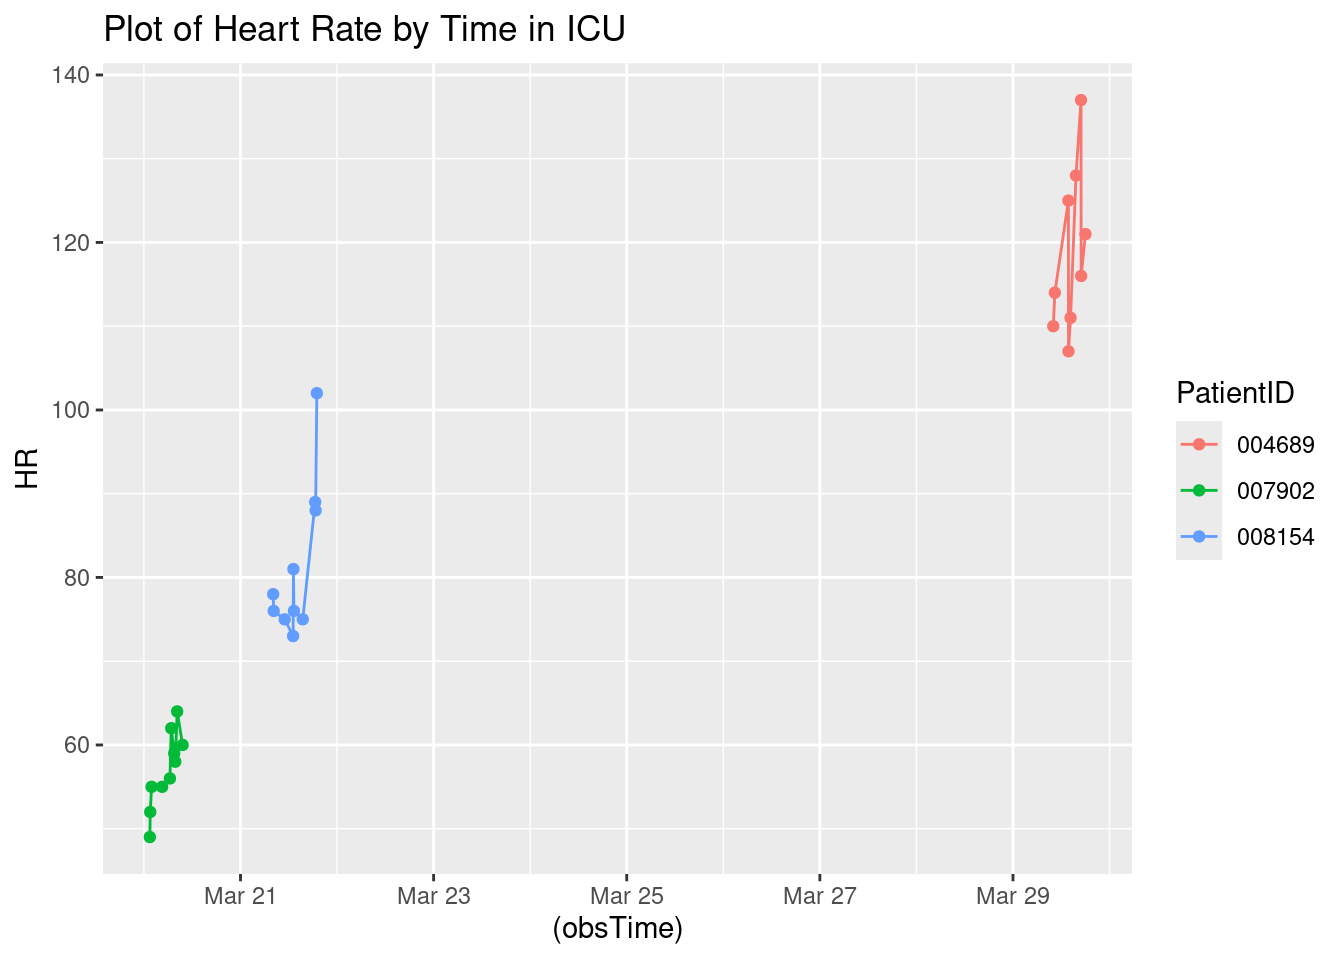 Plot of Heart Rate by Time in ICU
140
120
100
80
60
HR
Mar 21
Mar 23
Mar 25
Mar 27
Mar 29
(obsTime)
PatientID
004689
007902
008154